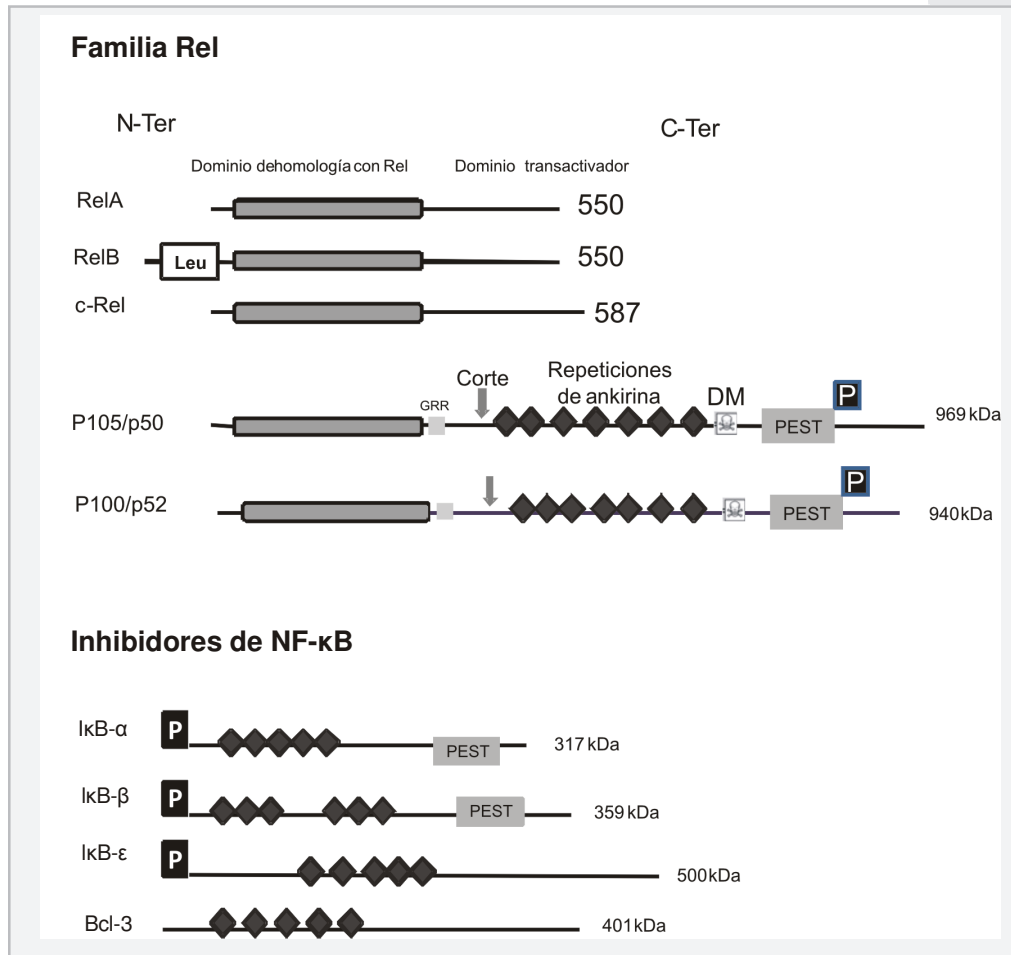 Familia Rel
N-Ter
C-Ter
Dominio dehomología con Rel Dominio transactivador
RelA 550
RelB Leu 550
c-Rel 587
Corte
Repeticiones
de ankirina
GRR
DM
P
P105/p50 PEST 969 kDa
P
P100/p52 PEST 940 kDa
Inhibidores de NF-κB
IκB-α P PEST 317 kDa
IκB-β P PEST 359 kDa
IκB-ε P 500 kDa
Bcl-3 401 kDa